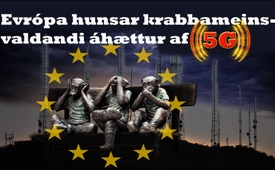 Evrópa hunsar krabbameins-
valdandi áhættur af 5G